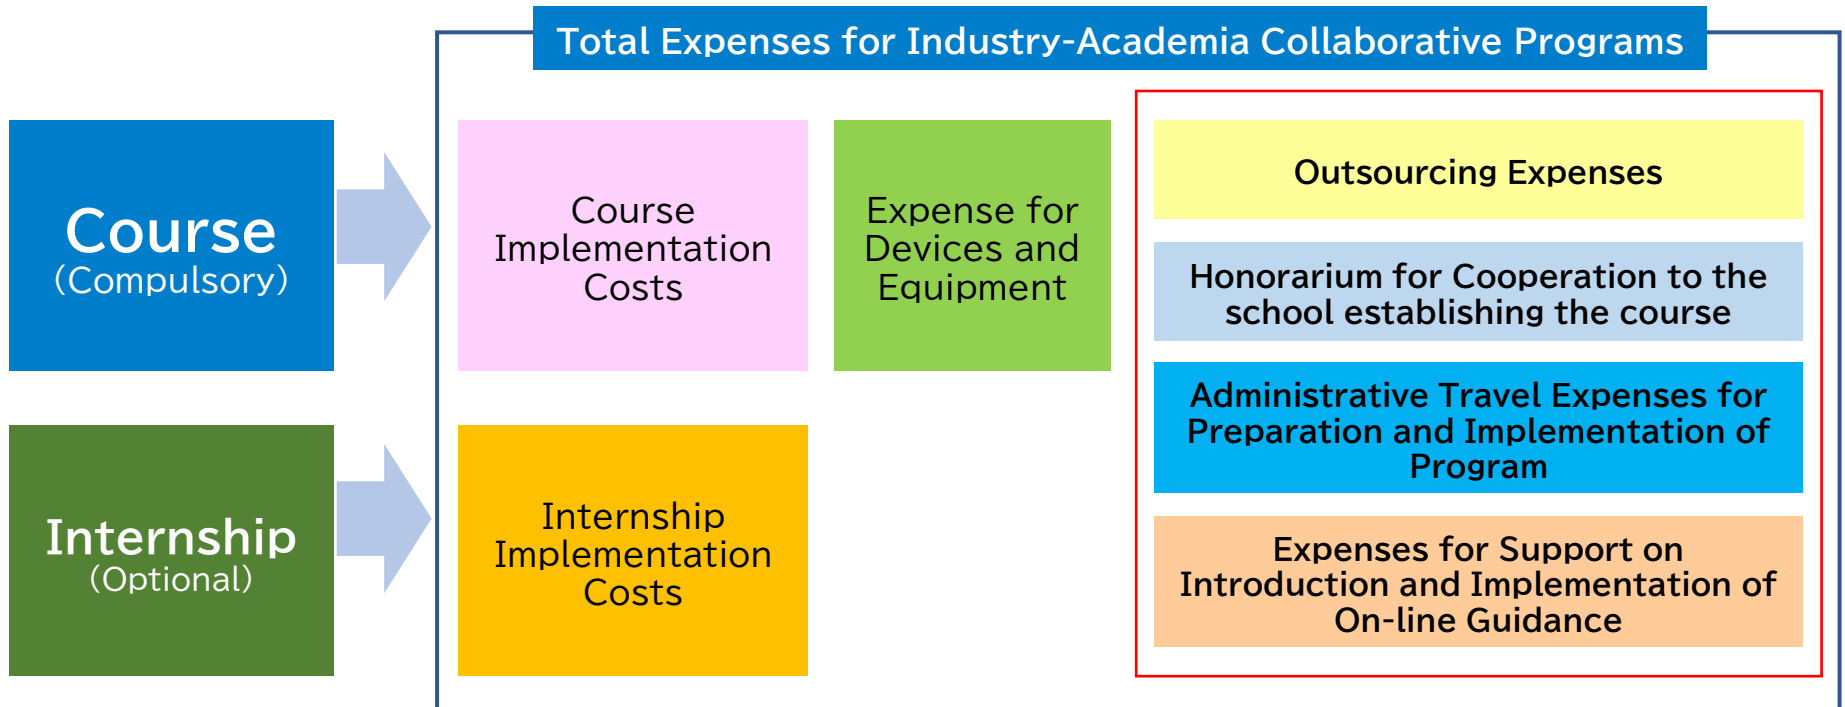 Total Expenses for Industry-Academia Collaborative Programs
Course
(Compulsory)
Course
Implementation
Costs
Expense for
Devices and
Equipment
Outsourcing Expenses
Honorarium for Cooperation to the
school establishing the course
Administrative Travel Expenses for
Preparation and Implementation of
Program
Expenses for Support on
Introduction and Implementation of
On-line Guidance
Internship
(Optional)
Internship
Implementation
Costs